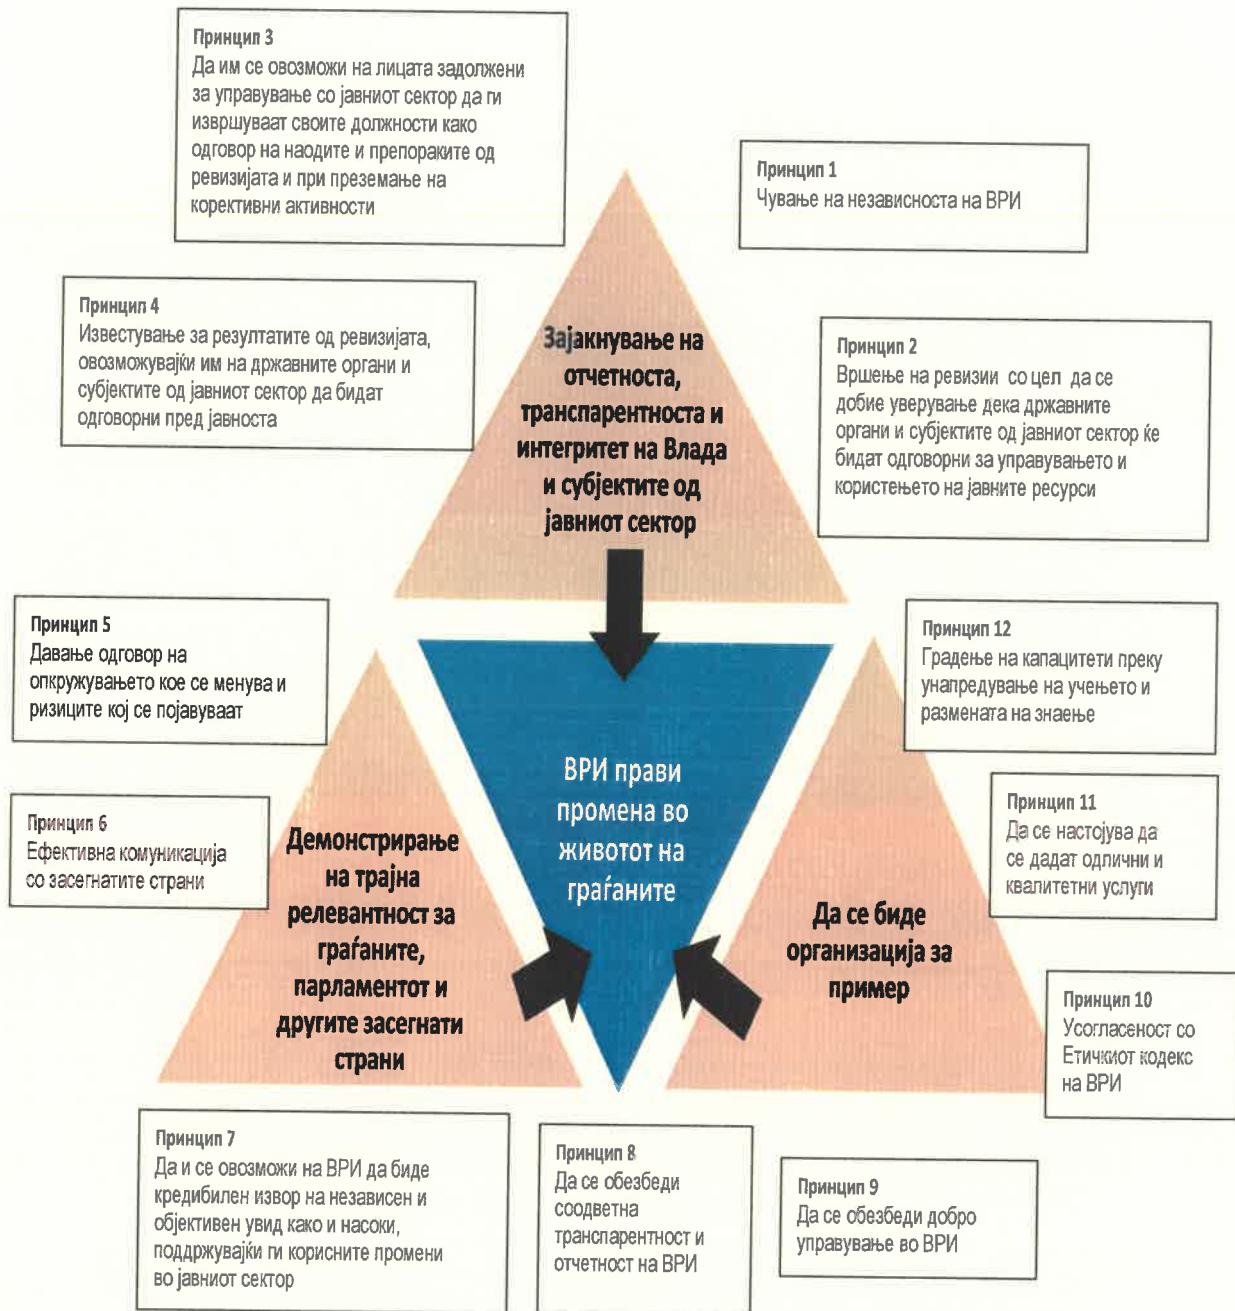 Принцип 3
Да им се овозможи на лицата задолжени
за управување со јавниот сектор да ги
извршуваат своите должности како
одговор на наодите и препораките од
ревизијата и при преземање на
корективни активности
Принцип 1
Чување на независноста на ВРИ
Принцип 4
Известување за резултатите од ревизијата,
овозможувајќи им на државните органи и
субјектите од јавниот сектор да бидат
одговорни пред јавноста
Зајакнување на
отчетноста,
транспарентноста и
интегритет на Влада
и субјектите од
јавниот сектор
Принцип 2
Вршење на ревизии со цел да се
добие уверување дека државните
органи и субјектите од јавниот сектор ќе
бидат одговорни за управувањето и
користењето на јавните ресурси
Принцип 5
Давање одговор на
опкружувањето кое се менува и
ризиците кој се појавуваат
Принцип 12
Градење на капацитети преку
унапредување на учењето и
размената на знаење
Принцип 6
Ефективна комуникација
со засегнатите страни
Демонстрирање
на трајна
релевантност за
граѓаните,
парламентот и
другите засегнати
страни
ВРИ прави
промена во
животот на
граѓаните
Да се биде
организација за
пример
Принцип 11
Да се настојува да
се дадат одлични и
квалитетни услуги
Принцип 10
Усогласеност со
Етичкиот кодекс
на ВРИ
Принцип 7
Да и се овозможи на ВРИ да биде
кредибилен извор на независен и
објективен увид како и насоки,
поддржувајќи ги корисните промени
во јавниот сектор
Принцип 8
Да се обезбеди
соодветна
транспарентност и
отчетност на ВРИ
Принцип 9
Да се обезбеди добро
управување во ВРИ